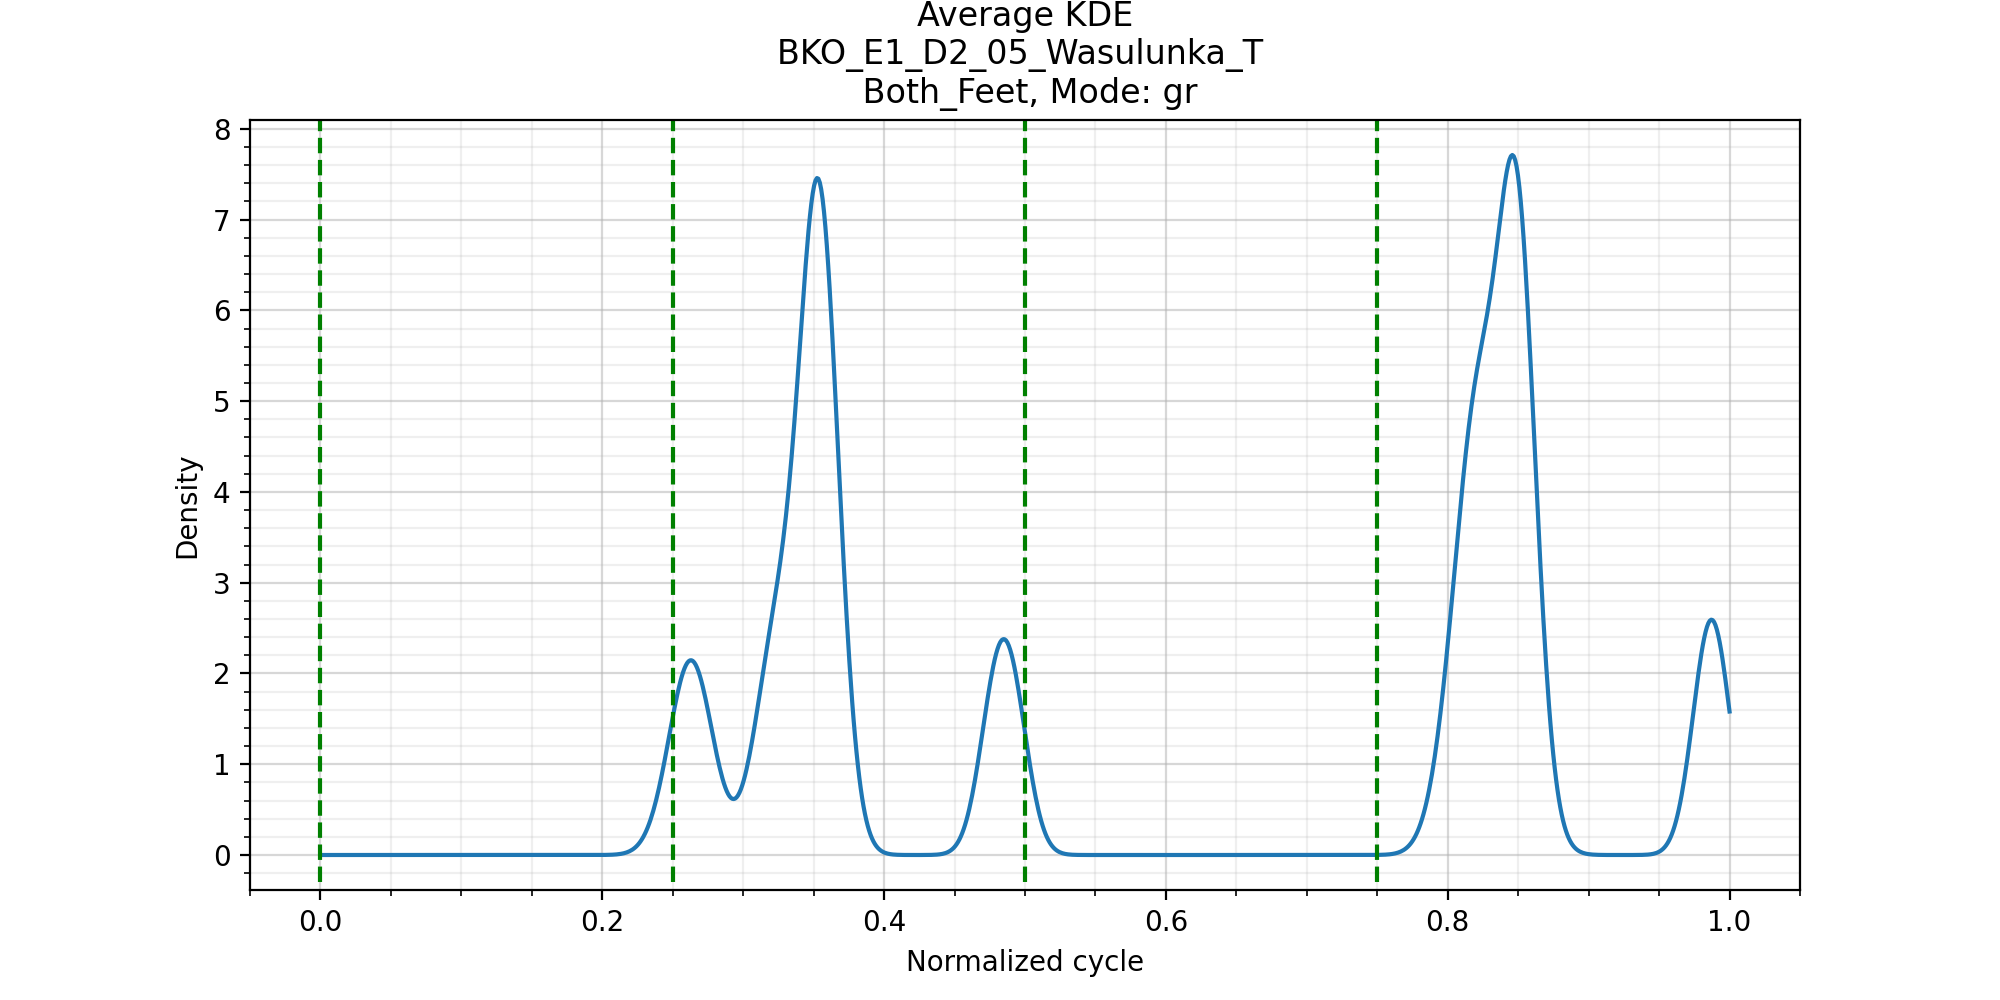 Average KDE
BKO_E1_D2_05_Wasulunka_T
Both_Feet, Mode: gr
8
7
6
5
4
3
2
1
0
Density
0.0 0.2 0.4 0.6 0.8 1.0
Normalized cycle